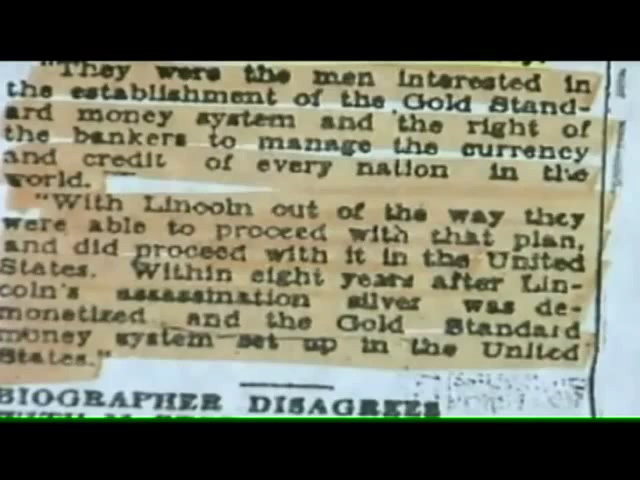 "They were the men interested in
the establishment of the Gold Stand-
ard money system and the right of
the bankers to manage the currency
and credit of every nation in the
world.
"With Lincoln out of the way they
were able to proceed with that plan,
and did proceed with it in the United
States. Within eight years after Lin-
coln's assassination silver was de-
monetized and the Gold Standard
money system set up in the United
States."
BIOGRAPHER DISAGREES